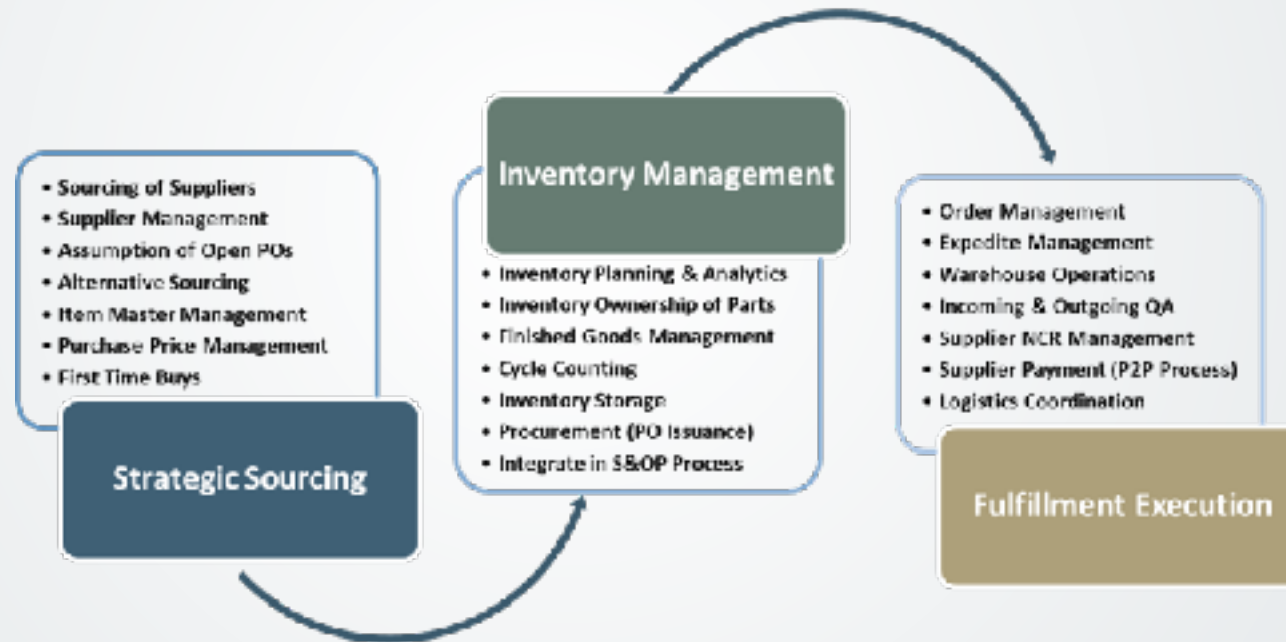 • Sourcing of Suppliers
• Supplier Management
• Assumption of Open POs
• Alternative Sourcing
• Item Master Management
• Purchase Price Management
• First Time Buys
Strategic Sourcing
Inventory Management
• Inventory Planning & Analytics
• Inventory Ownership of Parts
• Finished Goods Management
• Cycle Counting
• Inventory Storage
• Procurement (PO Issuance)
• Integrate in S&OP Process
• Order Management
• Expedite Management
• Warehouse Operations
• Incoming & Outgoing QA
• Supplier NCR Management
• Supplier Payment (P2P Process)
• Logistics Coordination
Fulfillment Execution